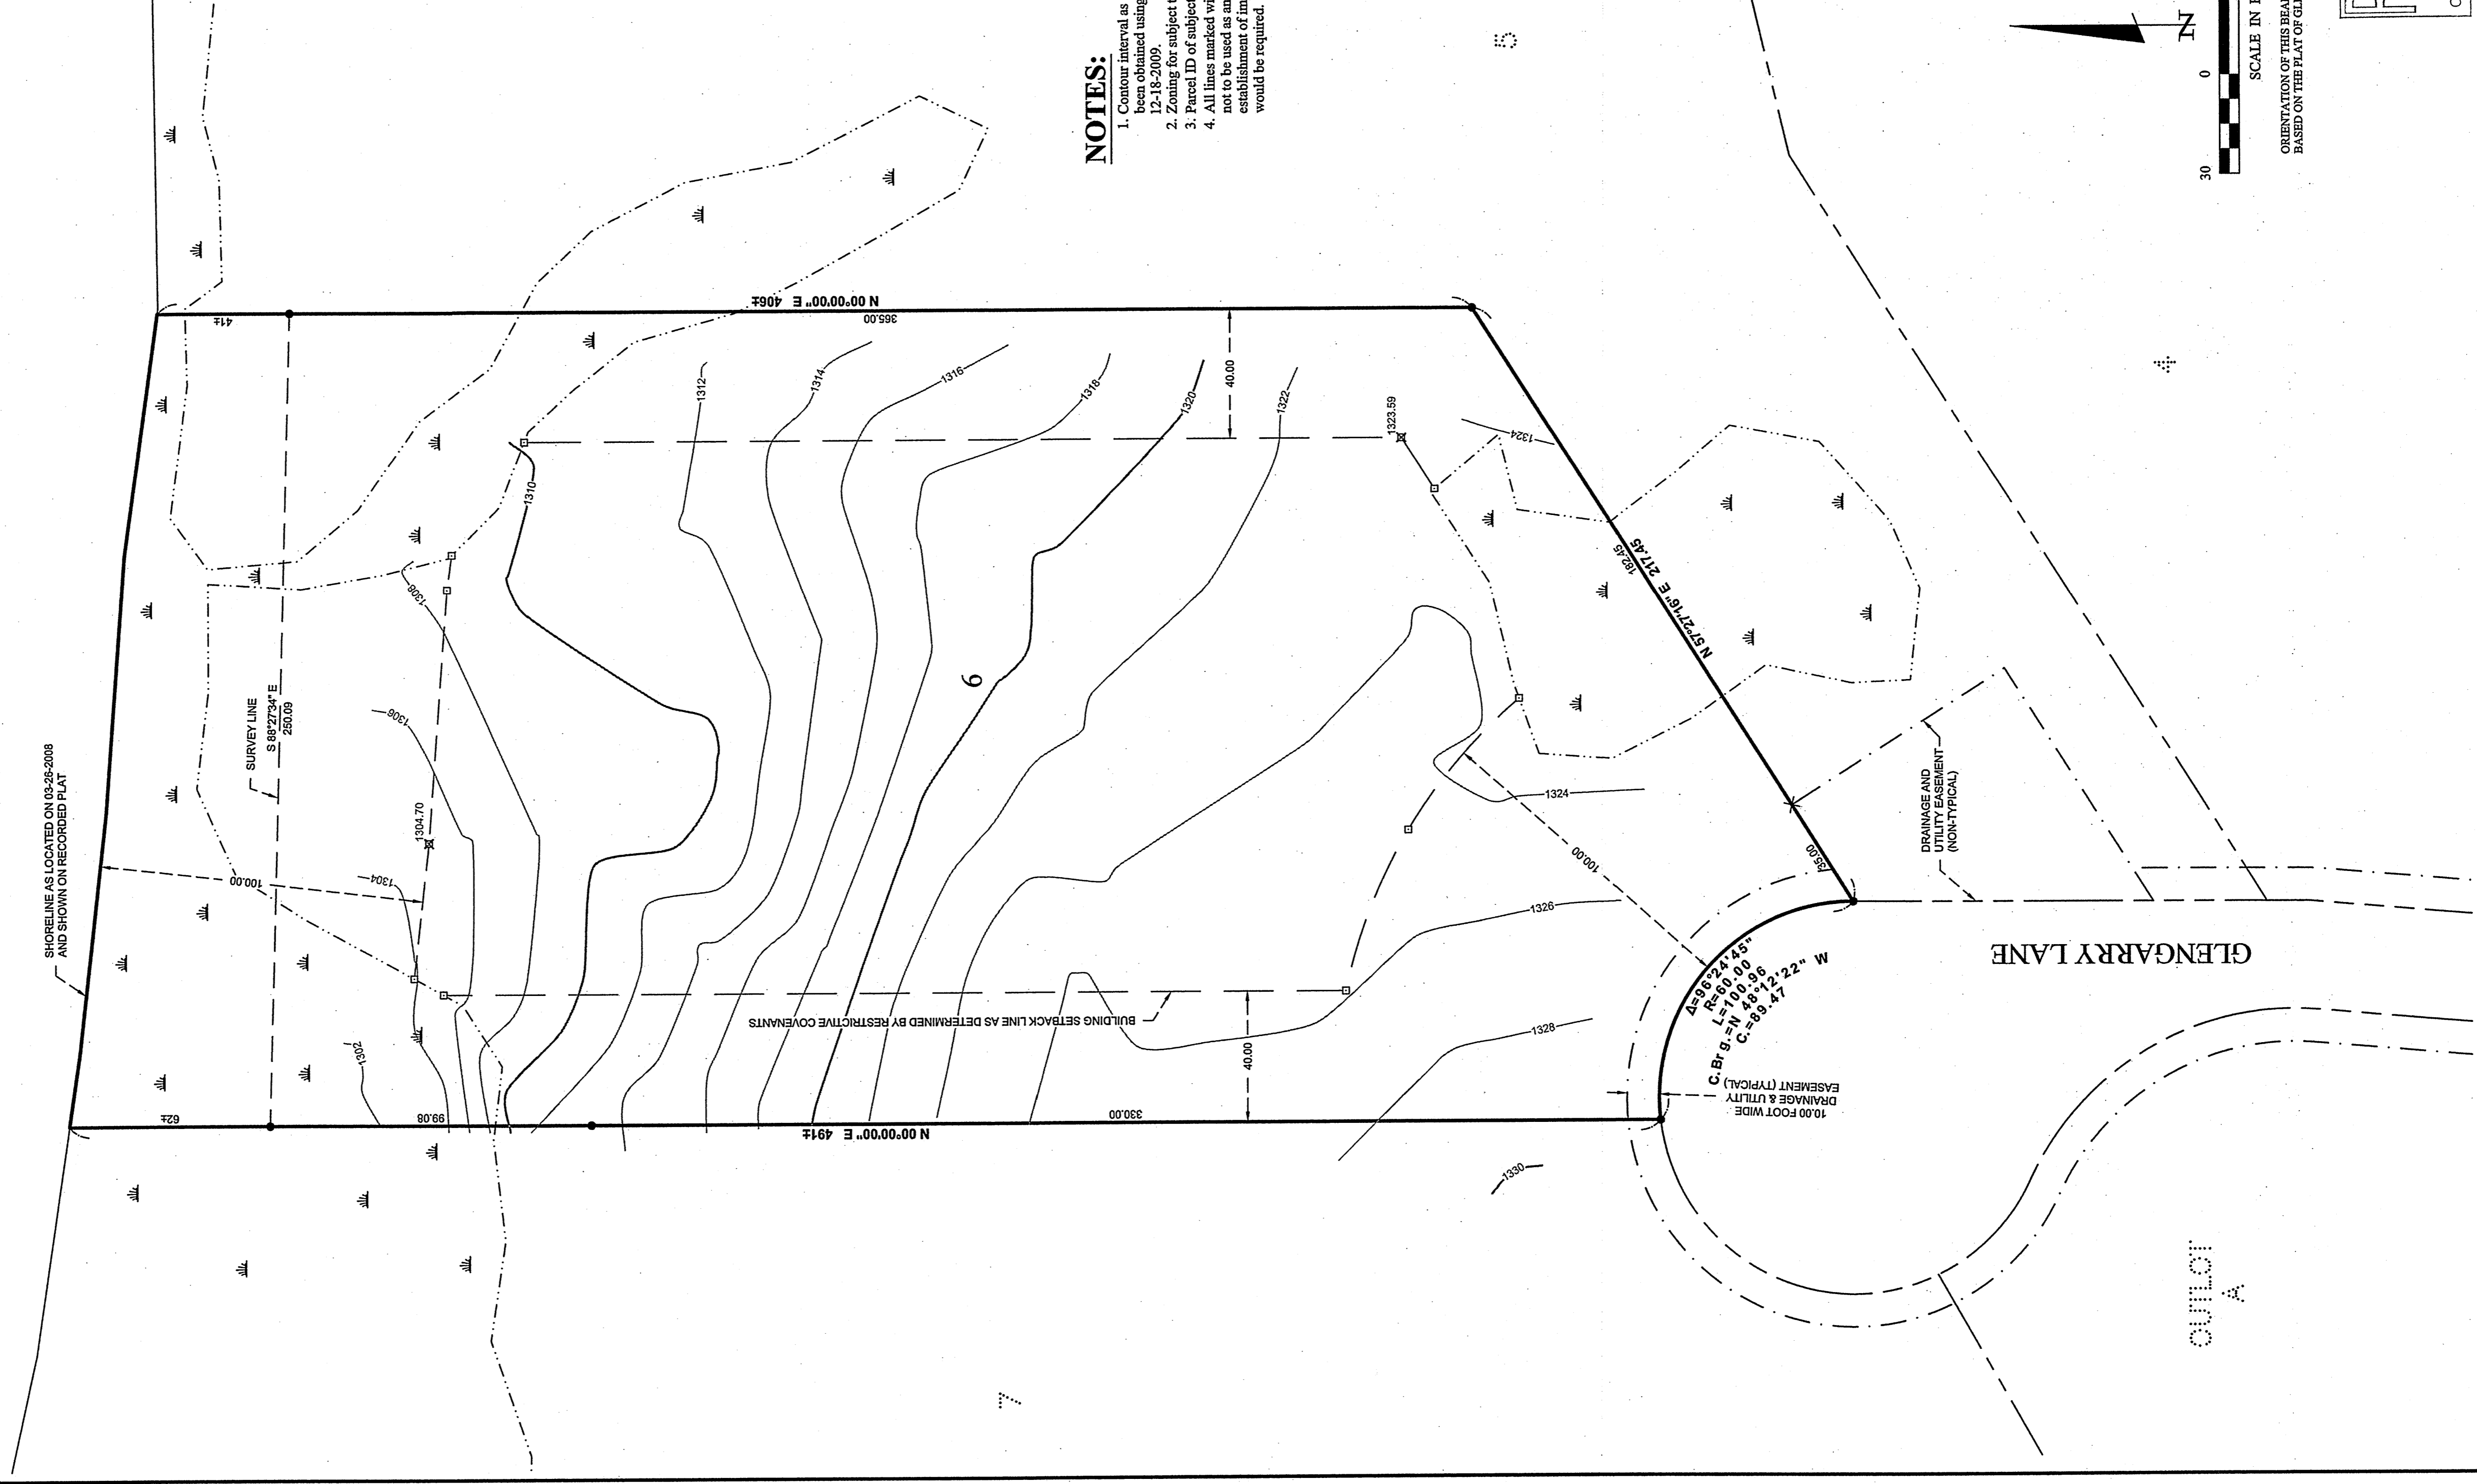 SHORELINE AS LOCATED ON 03-26-2008
AND SHOWN ON RECORDED PLAT
SURVEY LINE
S 88°27'34" E
250.09
41±
62±
N 00°00'00" E 406±
365.00
99.08
N 00°00'00" E 491±
330.00
100.00
1302
1304
1304.70
1306
1308
1310
1312
1314
1316
1318
1320
1322
1323.59
1324
1324
1326
1328
1330
40.00
40.00
100.00
BUILDING SETBACK LINE AS DETERMINED BY RESTRICTIVE COVENANTS
6
7
5
4
182.45
N 57°27'16" E 217.45
35.00
Δ=96°24'45"
R=60.00
L=100.96
C.Brg.=N 48°12'22" W
C.=89.47
10.00 FOOT WIDE
DRAINAGE & UTILITY
EASEMENT (TYPICAL)
DRAINAGE AND
UTILITY EASEMENT
(NON-TYPICAL)
GLENGARRY LANE
OUTLOT
A
NOTES:
1. Contour interval as
been obtained using
12-18-2009.
2. Zoning for subject
3. Parcel ID of subject
4. All lines marked
not to be used as an
establishment of
would be required.
N
30
0
SCALE IN
ORIENTATION OF THIS
BASED ON THE PLAT OF